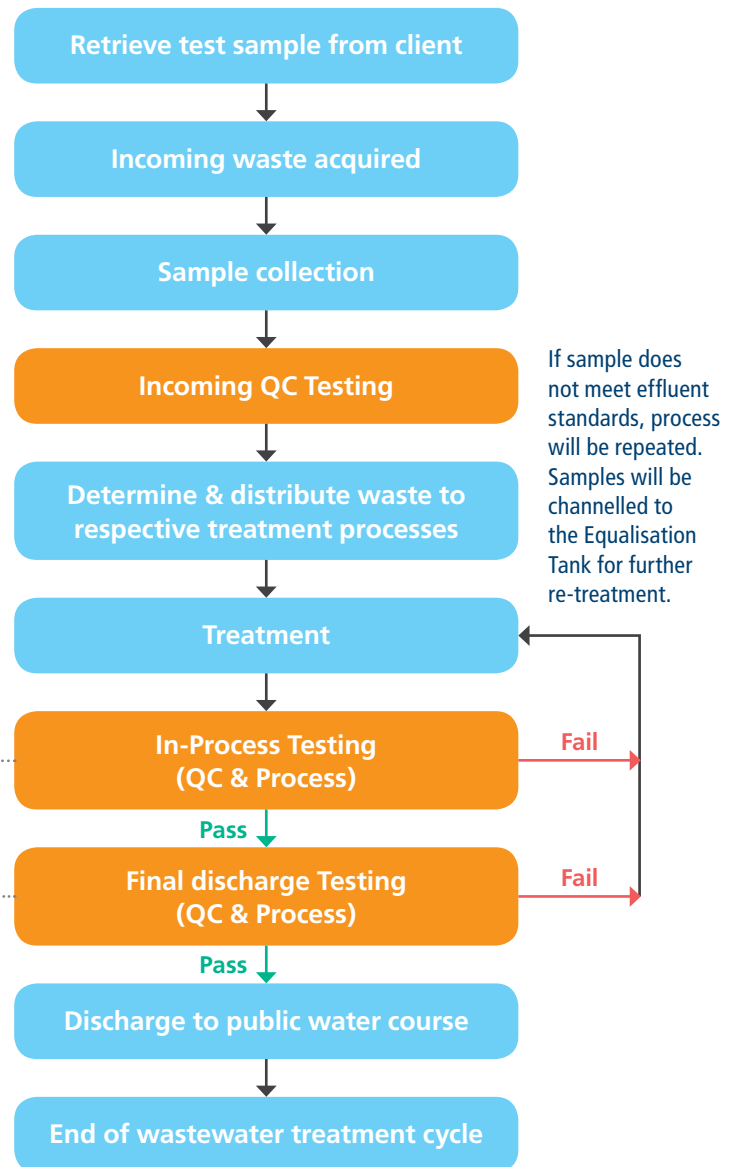 Retrieve test sample from client
Incoming waste acquired
Sample collection
Incoming QC Testing
If sample does
not meet effluent
standards, process
will be repeated.
Samples will be
channelled to
the Equalisation
Tank for further
re-treatment.
Determine & distribute waste to
respective treatment processes
Treatment
In-Process Testing
(QC & Process)
Fail
Pass
Final discharge Testing
(QC & Process)
Fail
Pass
Discharge to public water course
End of wastewater treatment cycle